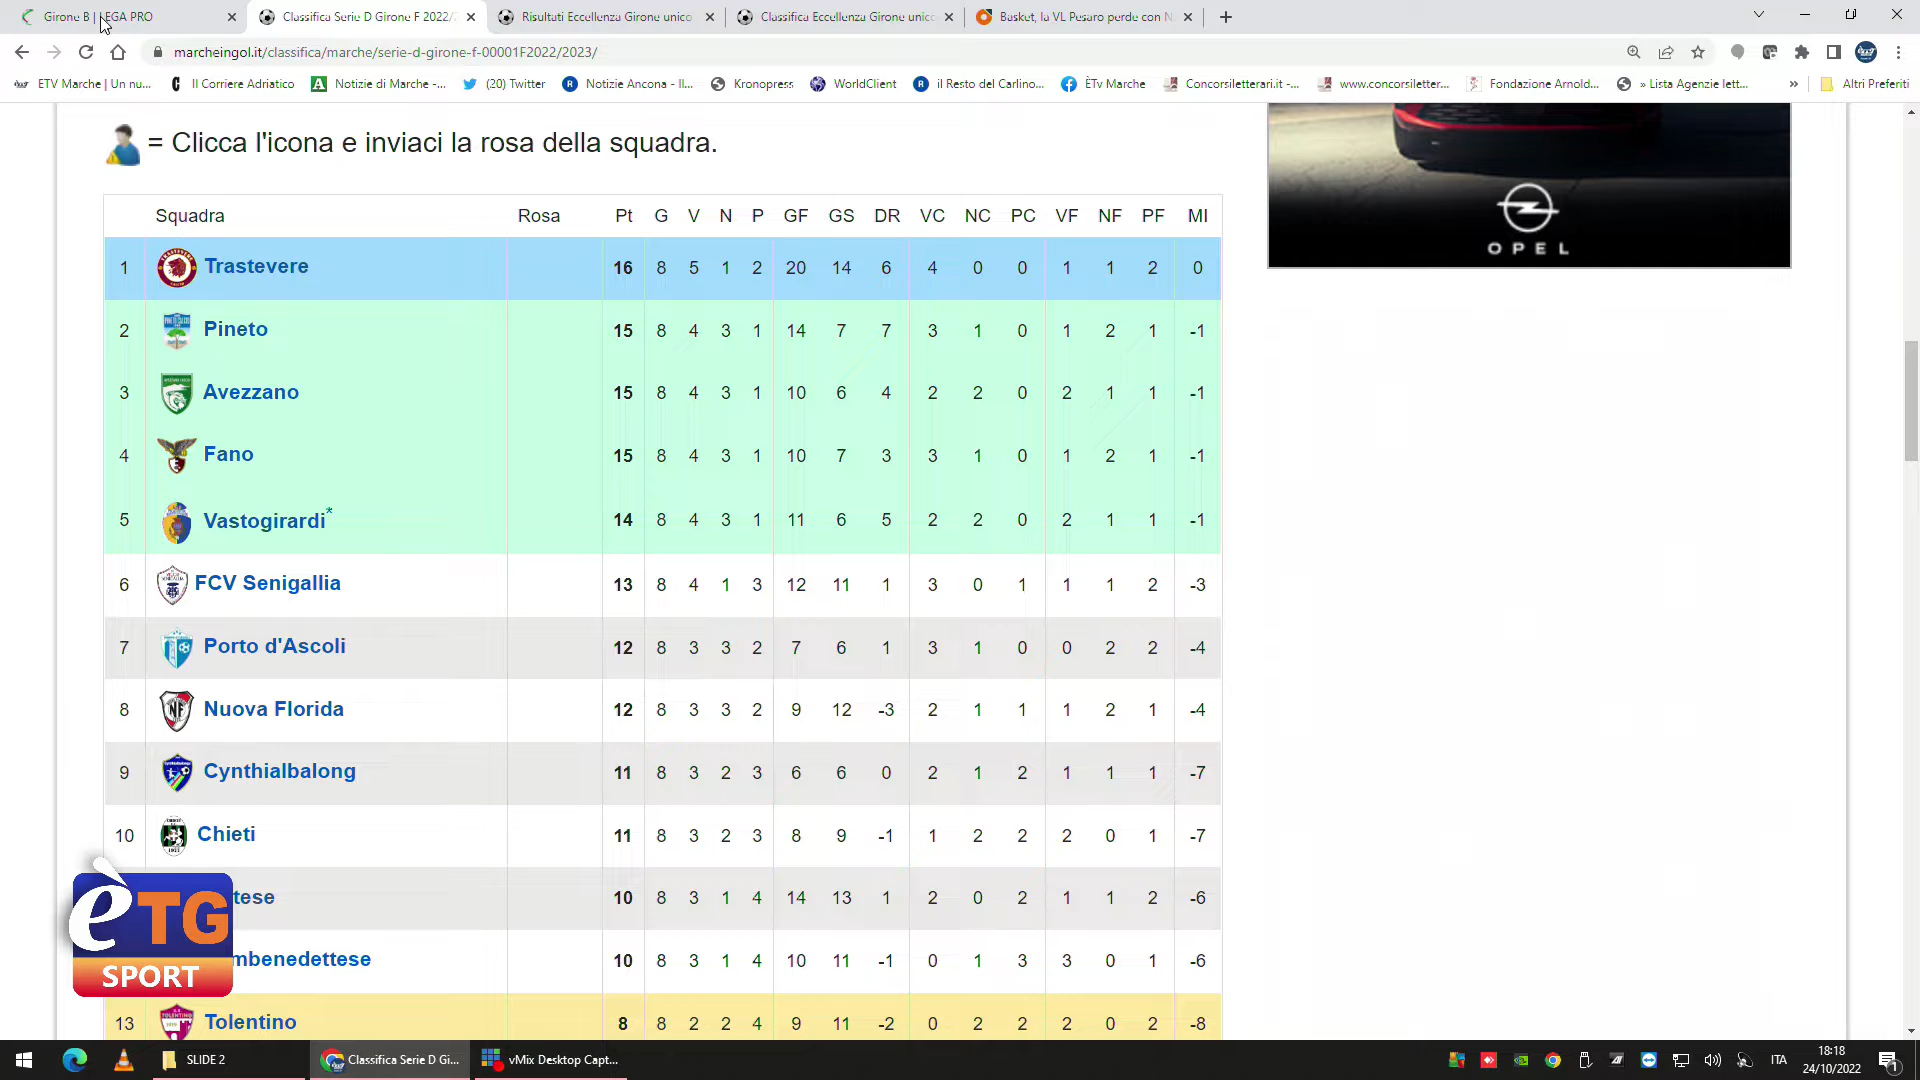 Girone B | LEGA PRO
Classifica Serie D Girone F 2022/
Risultati Eccellenza Girone unico
Classifica Eccellenza Girone unic
Basket, la VL Pesaro perde con N
marcheingol.it/classifica/marche/serie-d-girone-f-00001F2022/2023/
ETV Marche | Un nu... Il Corriere Adriatico Notizie di Marche -... (20) Twitter Notizie Ancona - Il... Kronopress WorldClient il Resto del Carlino... ÈTv Marche Concorsiletterari.it -... www.concorsiletter... Fondazione Arnold... » Lista Agenzie lett... » Altri Preferiti
= Clicca l'icona e inviaci la rosa della squadra.
OPEL
Squadra Rosa Pt G V N P GF GS DR VC NC PC VF NF PF MI
1 Trastevere 16 8 5 1 2 20 14 6 4 0 0 1 1 2 0
2 Pineto 15 8 4 3 1 14 7 7 3 1 0 1 2 1 -1
3 Avezzano 15 8 4 3 1 10 6 4 2 2 0 2 1 1 -1
4 Fano 15 8 4 3 1 10 7 3 3 1 0 1 2 1 -1
5 Vastogirardi* 14 8 4 3 1 11 6 5 2 2 0 2 1 1 -1
6 FCV Senigallia 13 8 4 1 3 12 11 1 3 0 1 1 1 2 -3
7 Porto d'Ascoli 12 8 3 3 2 7 6 1 3 1 0 0 2 2 -4
8 Nuova Florida 12 8 3 3 2 9 12 -3 2 1 1 1 2 1 -4
9 Cynthialbalong 11 8 3 2 3 6 6 0 2 1 2 1 1 1 -7
10 Chieti 11 8 3 2 3 8 9 -1 1 2 2 2 0 1 -7
tese 10 8 3 1 4 14 13 1 2 0 2 1 1 2 -6
mbenedettese 10 8 3 1 4 10 11 -1 0 1 3 3 0 1 -6
13 Tolentino 8 8 2 2 4 9 11 -2 0 2 2 2 0 2 -8
èTG
SPORT
SLIDE 2
Classifica Serie D Gi...
vMix Desktop Capt...
ITA
18:18
24/10/2022
1